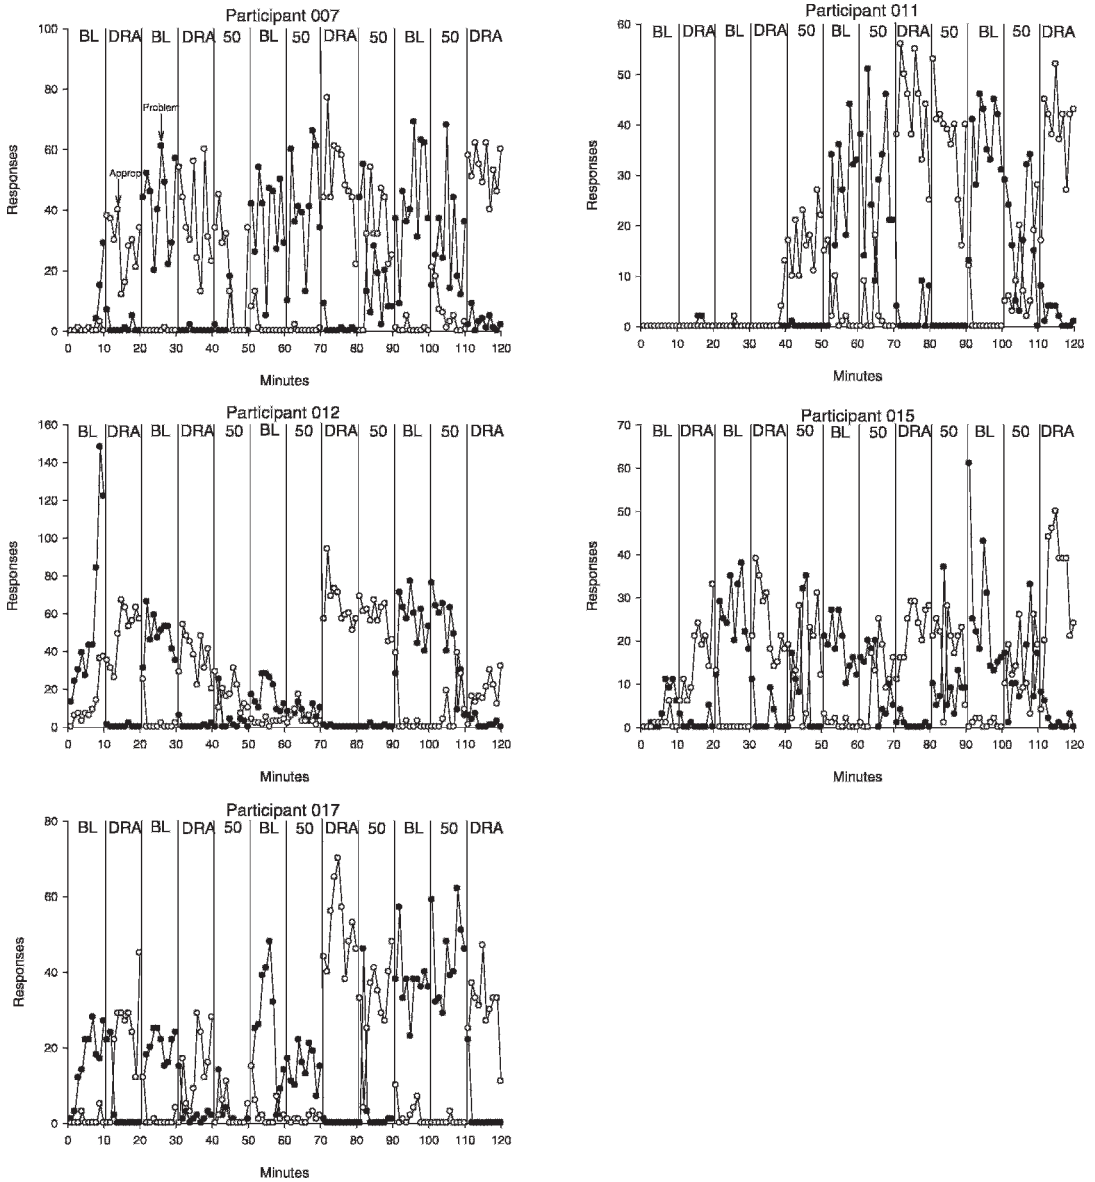 Participant 007
100
BL DRA BL DRA 50 BL 50 DRA 50 BL 50 DRA
80
Problem
60
Approp
40
20
0
Responses
0 10 20 30 40 50 60 70 80 90 100 110 120
Minutes
Participant 011
60
BL DRA BL DRA 50 BL 50 DRA 50 BL 50 DRA
50
40
30
20
10
0
Responses
0 10 20 30 40 50 60 70 80 90 100 110 120
Minutes
Participant 012
160
BL DRA BL DRA 50 BL 50 DRA 50 BL 50 DRA
140
120
100
80
60
40
20
0
Responses
0 10 20 30 40 50 60 70 80 90 100 110 120
Minutes
Participant 015
70
BL DRA BL DRA 50 BL 50 DRA 50 BL 50 DRA
60
50
40
30
20
10
0
Responses
0 10 20 30 40 50 60 70 80 90 100 110 120
Minutes
Participant 017
80
BL DRA BL DRA 50 BL 50 DRA 50 BL 50 DRA
60
40
20
0
Responses
0 10 20 30 40 50 60 70 80 90 100 110 120
Minutes